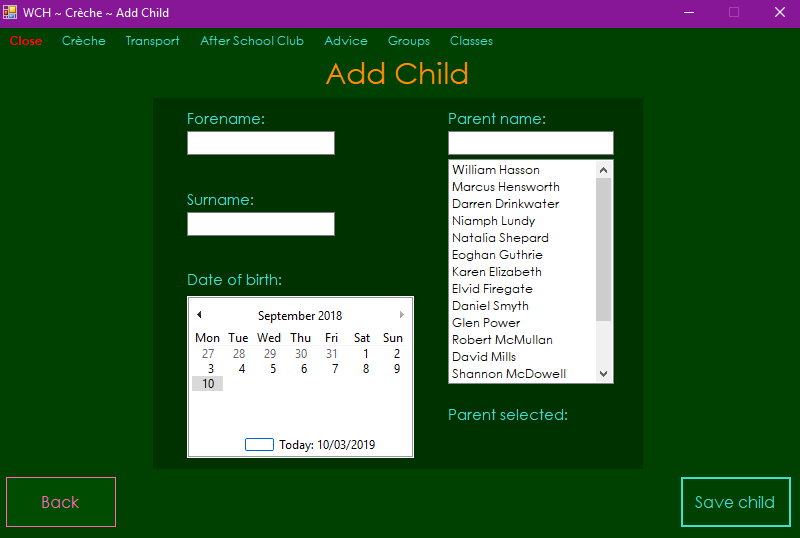 WCH ~ Crèche ~ Add Child
Close Crèche Transport After School Club Advice Groups Classes
Add Child
Forename:
Surname:
Date of birth:
September 2018
Mon Tue Wed Thu Fri Sat Sun
27 28 29 30 31 1 2
3 4 5 6 7 8 9
10
Today: 10/03/2019
Parent name:
William Hasson
Marcus Hensworth
Darren Drinkwater
Niamph Lundy
Natalia Shepard
Eoghan Guthrie
Karen Elizabeth
Elvid Firegate
Daniel Smyth
Glen Power
Robert McMullan
David Mills
Shannon McDowell
Parent selected:
Back
Save child